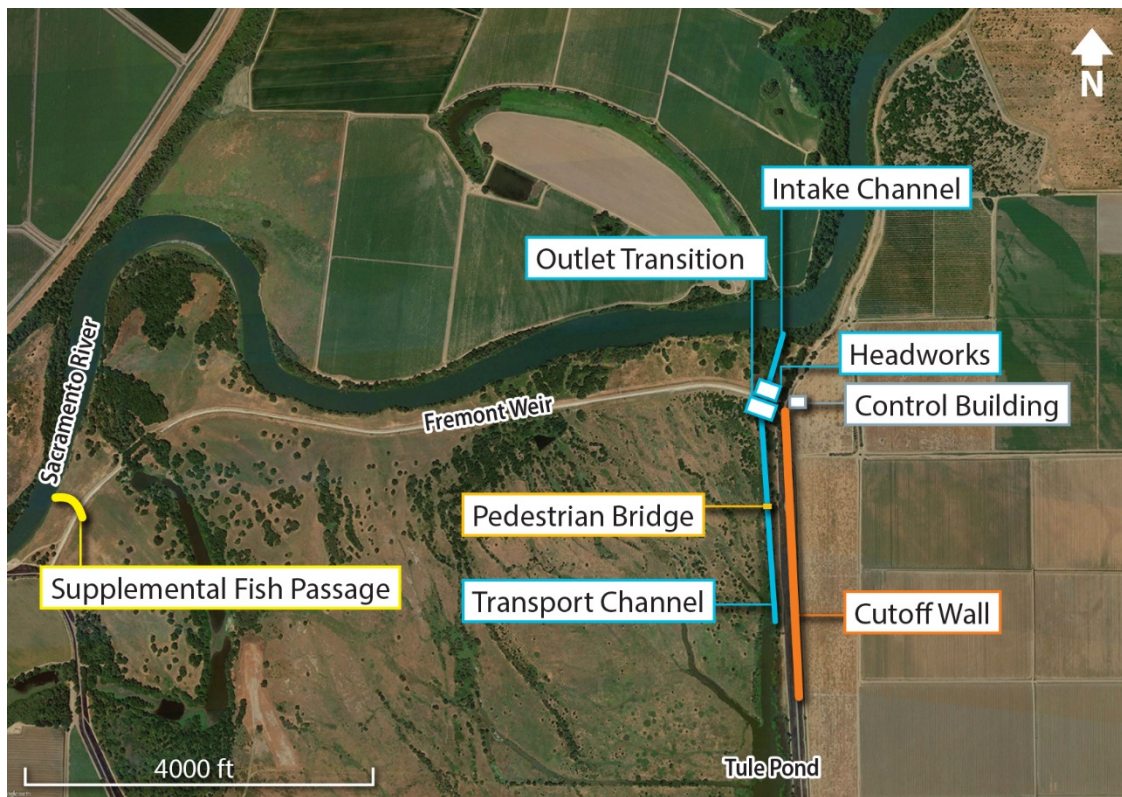 N
Intake Channel
Outlet Transition
Sacramento River
Headworks
Control Building
Fremont Weir
Pedestrian Bridge
Supplemental Fish Passage
Transport Channel
Cutoff Wall
4000 ft
Tule Pond